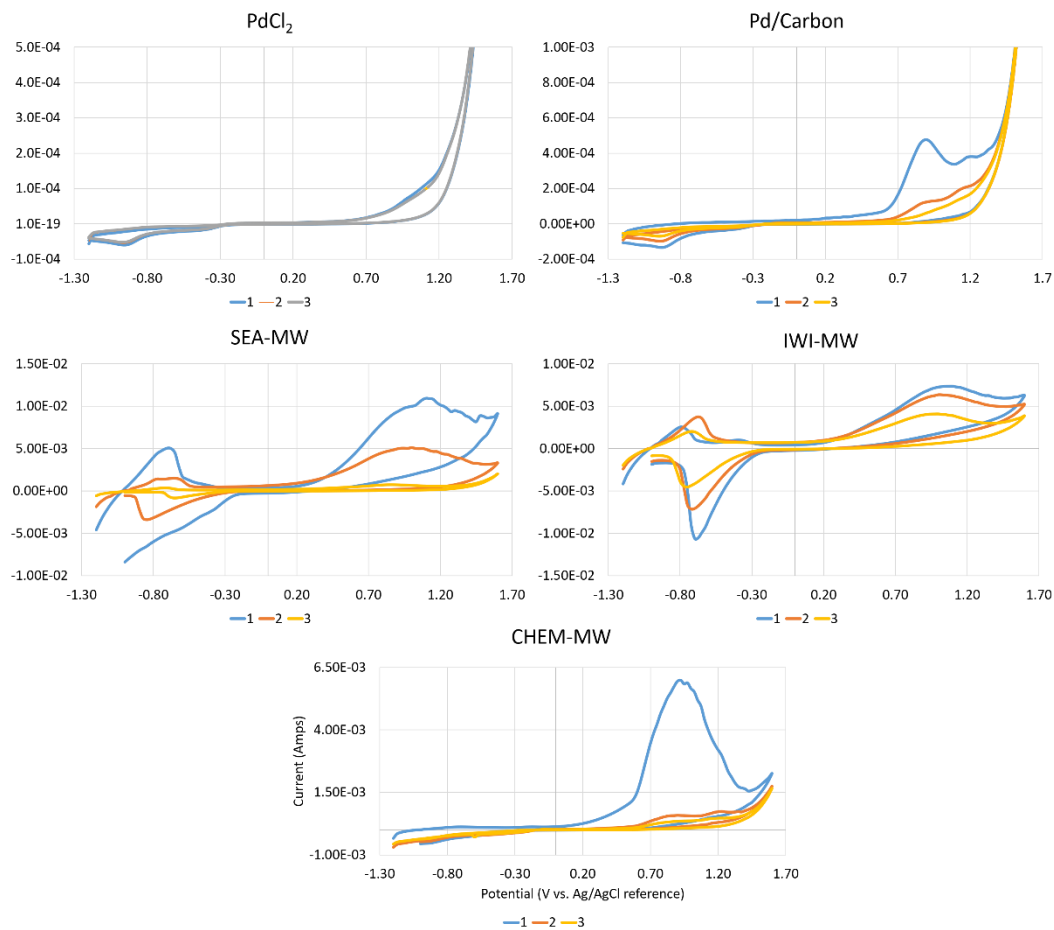 PdCl₂
5.0E-04
4.0E-04
3.0E-04
2.0E-04
1.0E-04
1.0E-19
-1.0E-04
-1.30 -0.80 -0.30 0.20 0.70 1.20 1.70
1 2 3
Pd/Carbon
1.00E-03
8.00E-04
6.00E-04
4.00E-04
2.00E-04
0.00E+00
-2.00E-04
-1.3 -0.8 -0.3 0.2 0.7 1.2 1.7
1 2 3
SEA-MW
1.50E-02
1.00E-02
5.00E-03
0.00E+00
-5.00E-03
-1.00E-02
-1.30 -0.80 -0.30 0.20 0.70 1.20 1.70
1 2 3
IWI-MW
1.00E-02
5.00E-03
0.00E+00
-5.00E-03
-1.00E-02
-1.50E-02
-1.30 -0.80 -0.30 0.20 0.70 1.20 1.70
1 2 3
CHEM-MW
6.50E-03
4.00E-03
1.50E-03
-1.00E-03
Current (Amps)
-1.30 -0.80 -0.30 0.20 0.70 1.20 1.70
Potential (V vs. Ag/AgCl reference)
1 2 3